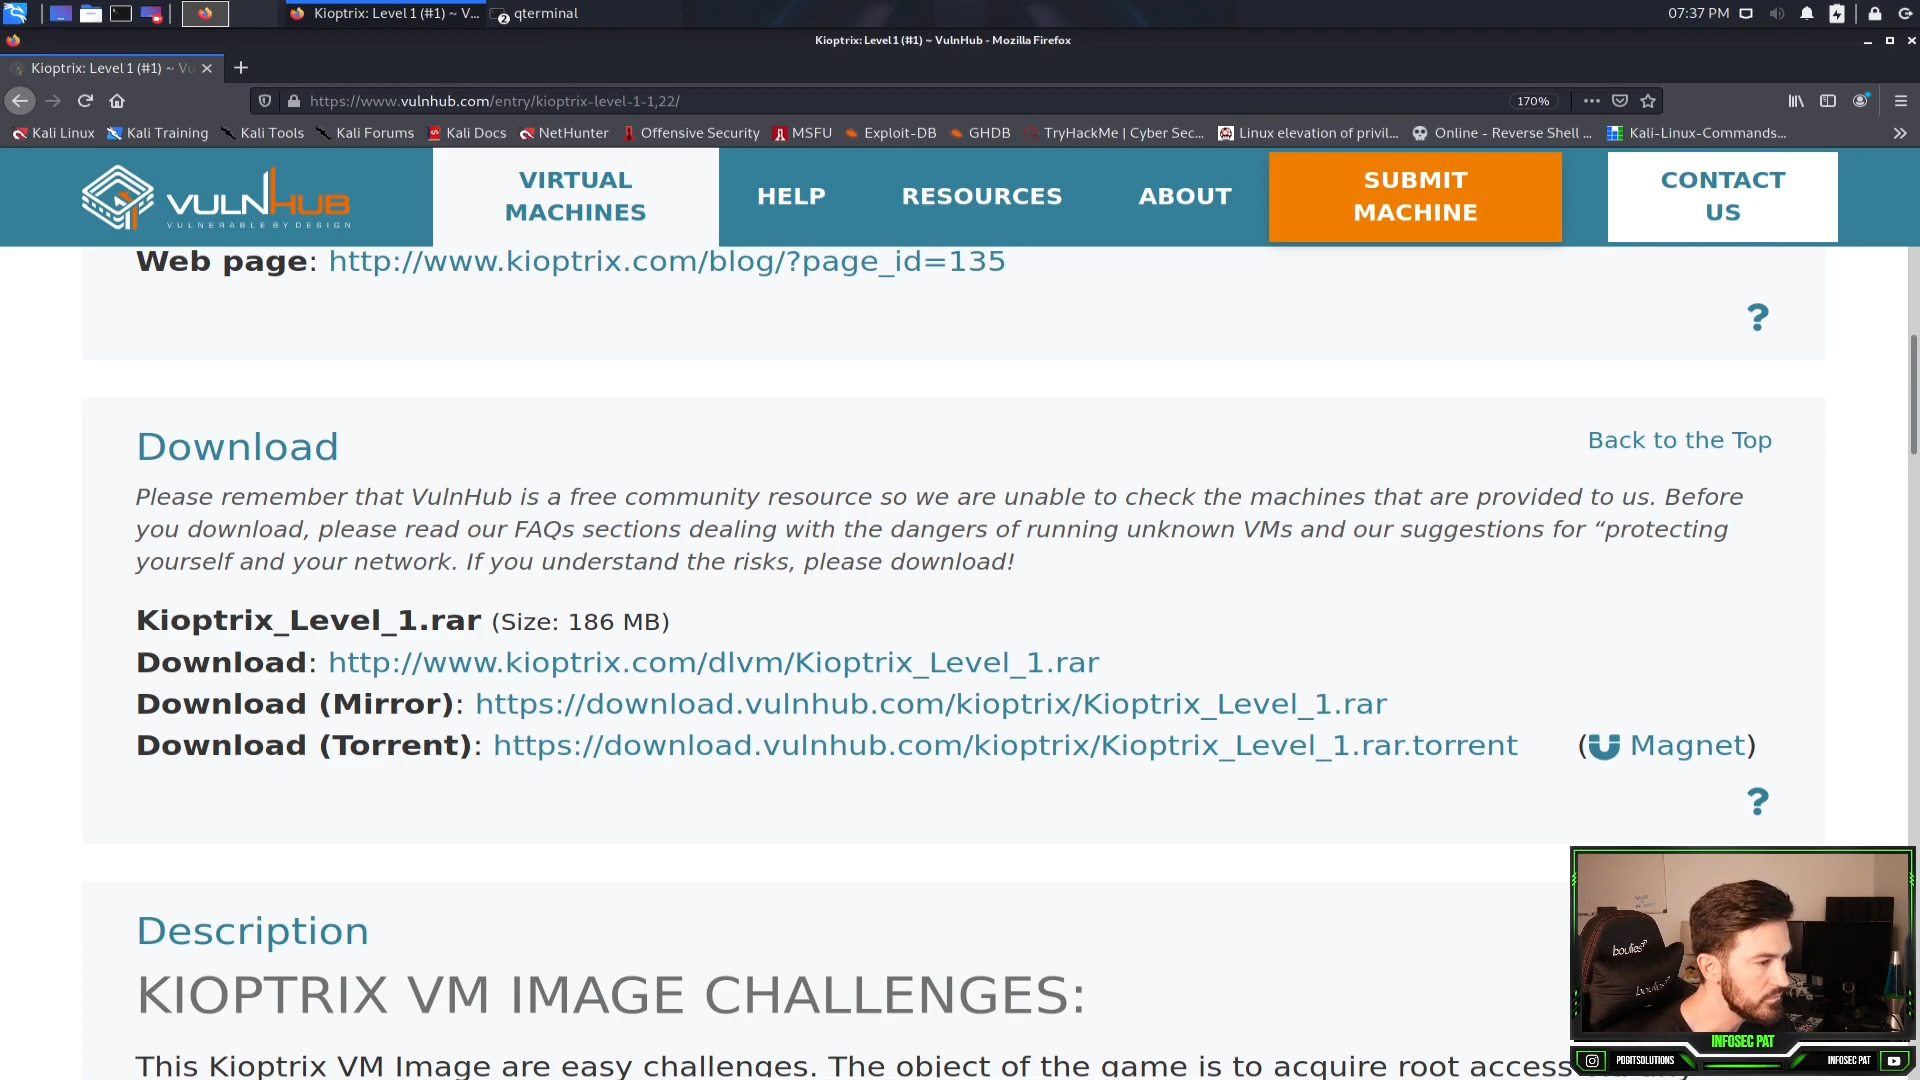 Kioptrix: Level 1 (#1) ~ V...
2
qterminal
07:37 PM
Kioptrix: Level 1 (#1) ~ VulnHub - Mozilla Firefox
Kioptrix: Level 1 (#1) ~ Vu
https://www.vulnhub.com/entry/kioptrix-level-1-1,22/
170%
Kali Linux
Kali Training
Kali Tools
Kali Forums
Kali Docs
NetHunter
Offensive Security
MSFU
Exploit-DB
GHDB
TryHackMe | Cyber Sec...
Linux elevation of privil...
Online - Reverse Shell ...
Kali-Linux-Commands...
VULNHUB
VULNERABLE BY DESIGN
VIRTUAL
MACHINES
HELP
RESOURCES
ABOUT
SUBMIT
MACHINE
CONTACT
US
Web page: http://www.kioptrix.com/blog/?page_id=135
?
Download
Back to the Top
Please remember that VulnHub is a free community resource so we are unable to check the machines that are provided to us. Before
you download, please read our FAQs sections dealing with the dangers of running unknown VMs and our suggestions for “protecting
yourself and your network. If you understand the risks, please download!
Kioptrix_Level_1.rar (Size: 186 MB)
Download: http://www.kioptrix.com/dlvm/Kioptrix_Level_1.rar
Download (Mirror): https://download.vulnhub.com/kioptrix/Kioptrix_Level_1.rar
Download (Torrent): https://download.vulnhub.com/kioptrix/Kioptrix_Level_1.rar.torrent (Magnet)
?
Description
KIOPTRIX VM IMAGE CHALLENGES:
This Kioptrix VM Image are easy challenges. The object of the game is to acquire root access
boulies
boulies
INFOSEC PAT
PDDITSOLUTIONS
INFOSEC PAT